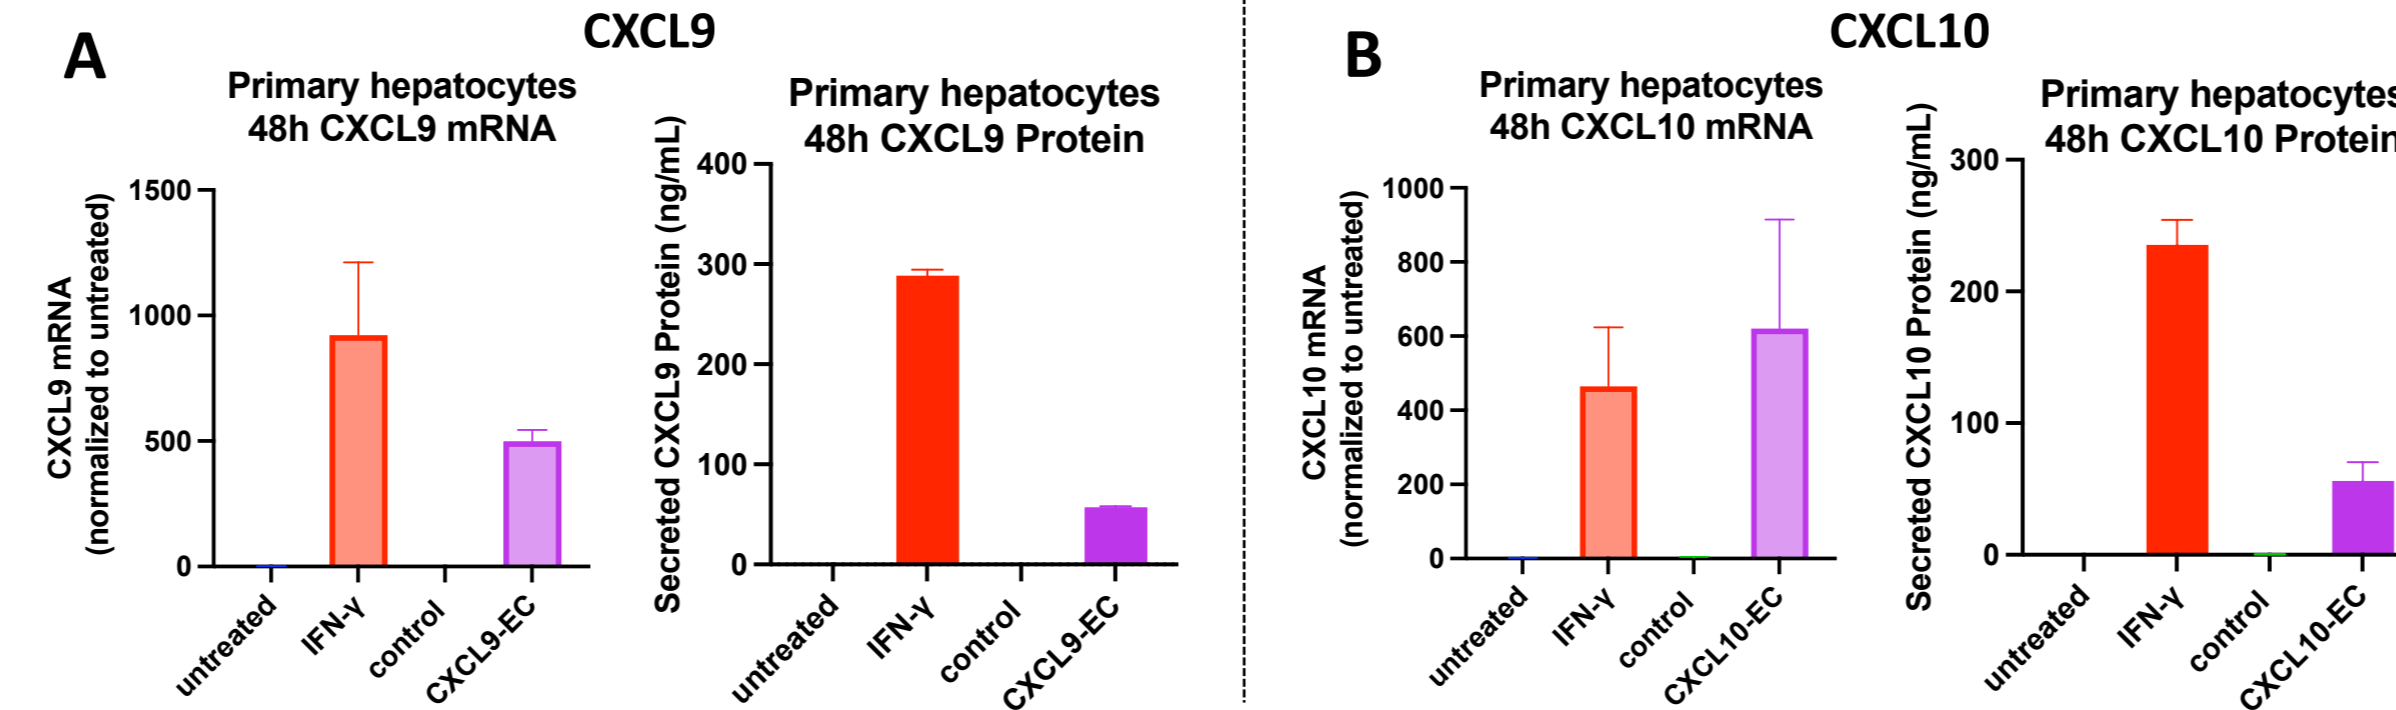 A
CXCL9
Primary hepatocytes
48h CXCL9 mRNA
CXCL9 mRNA
(normalized to untreated)
1500
1000
500
0
untreated
IFN-γ
control
CXCL9-EC
Primary hepatocytes
48h CXCL9 Protein
Secreted CXCL9 Protein (ng/mL)
400
300
200
100
0
untreated
IFN-γ
control
CXCL9-EC
B
CXCL10
Primary hepatocytes
48h CXCL10 mRNA
CXCL10 mRNA
(normalized to untreated)
1000
800
600
400
200
0
untreated
IFN-γ
control
CXCL10-EC
Primary hepatocytes
48h CXCL10 Protein
Secreted CXCL10 Protein (ng/mL)
300
200
100
0
untreated
IFN-γ
control
CXCL10-EC